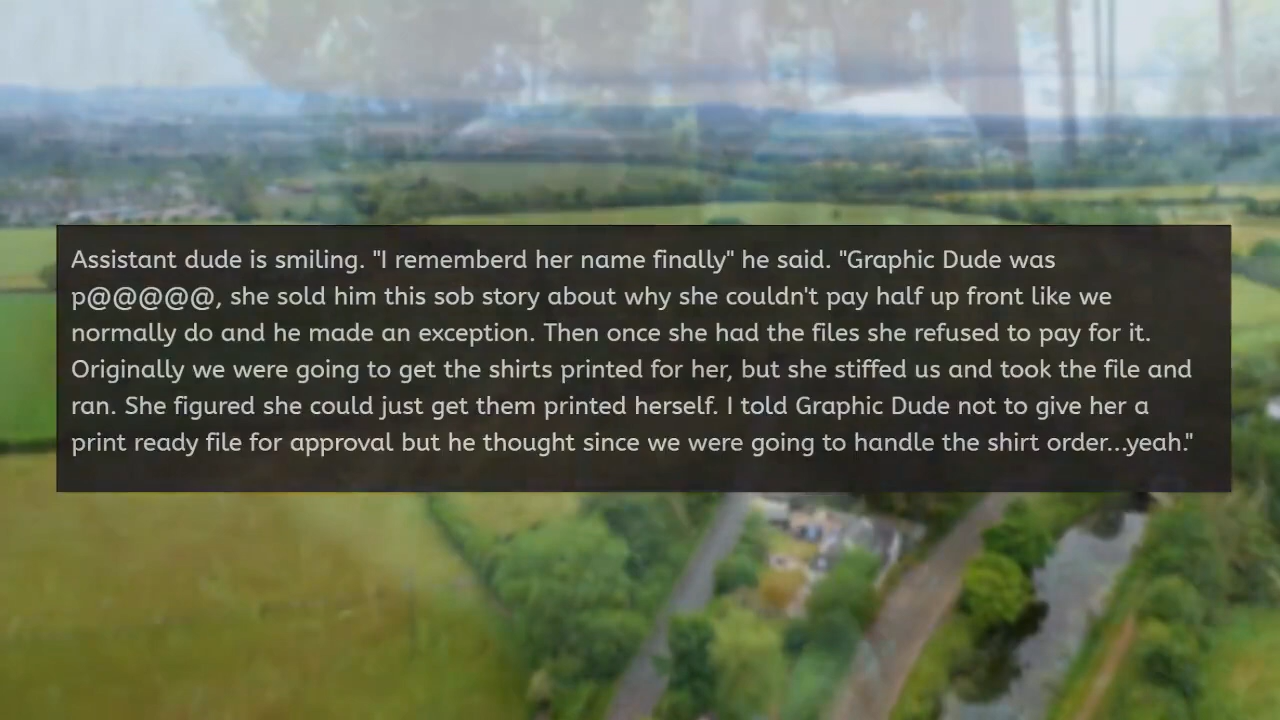 Assistant dude is smiling. "I rememberd her name finally" he said. "Graphic Dude was
p@@@@@, she sold him this sob story about why she couldn't pay half up front like we
normally do and he made an exception. Then once she had the files she refused to pay for it.
Originally we were going to get the shirts printed for her, but she stiffed us and took the file and
ran. She figured she could just get them printed herself. I told Graphic Dude not to give her a
print ready file for approval but he thought since we were going to handle the shirt order...yeah."